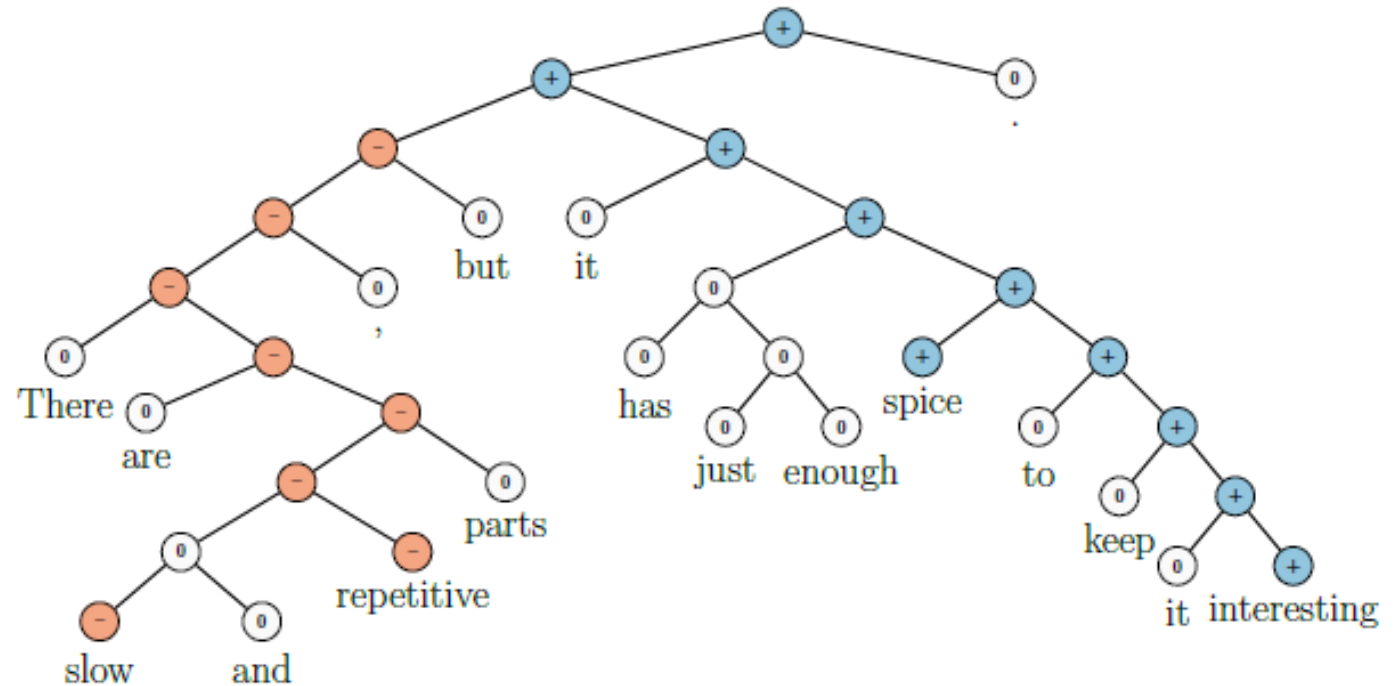 +
+ 0
.
- +
- 0 0 +
but it
- 0 0 +
,
0 - 0 0 + +
There has spice
0 - 0 0 0 +
are just enough to
- 0 0 +
parts keep
0 - 0 +
repetitive it interesting
- 0
slow and